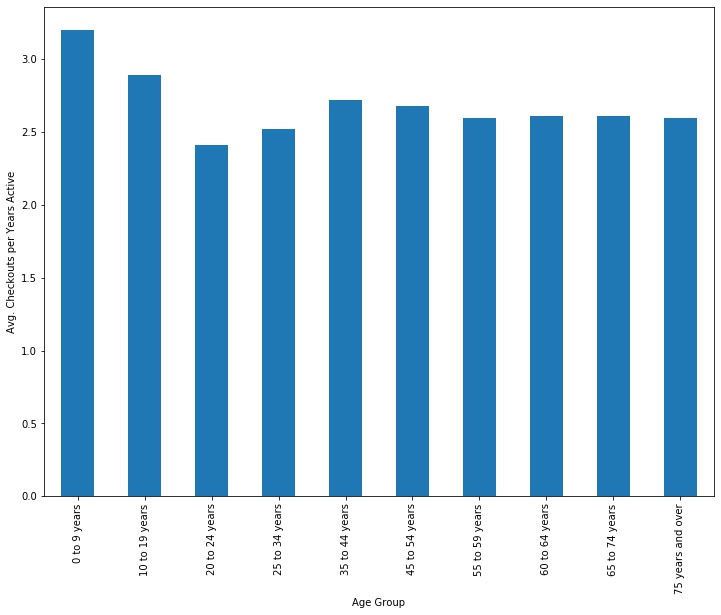 Avg. Checkouts per Years Active
3.0
2.5
2.0
1.5
1.0
0.5
0.0
0 to 9 years
10 to 19 years
20 to 24 years
25 to 34 years
35 to 44 years
45 to 54 years
55 to 59 years
60 to 64 years
65 to 74 years
75 years and over
Age Group